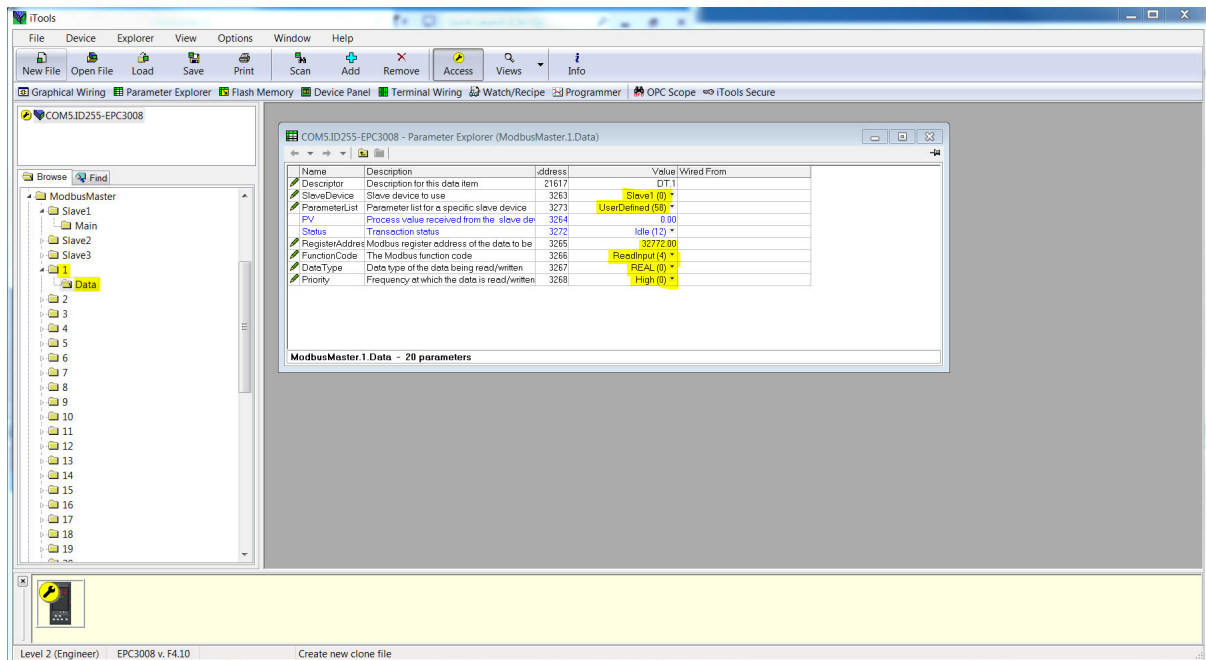 iTools
File Device Explorer View Options Window Help
New File Open File Load Save Print Scan Add Remove Access Views Info
Graphical Wiring Parameter Explorer Flash Memory Device Panel Terminal Wiring Watch/Recipe Programmer OPC Scope iTools Secure
COM5.ID255-EPC3008
Browse Find
ModbusMaster
Slave1
Main
Slave2
Slave3
1
Data
2
3
4
5
6
7
8
9
10
11
12
13
14
15
16
17
18
19
COM5.ID255-EPC3008 - Parameter Explorer (ModbusMaster.1.Data)
Name Description ddress Value Wired From
Descriptor Description for this data item 21617 DT.1
SlaveDevice Slave device to use 3263 Slave1 (0)
ParameterList Parameter list for a specific slave device 3273 UserDefined (58)
PV Process value received from the slave de 3264 0.00
Status Transaction status 3272 Idle (12)
RegisterAddres Modbus register address of the data to be 3265 32772.00
FunctionCode The Modbus function code 3266 ReadInput (4)
DataType Data type of the data being read/written 3267 REAL (0)
Priority Frequency at which the data is read/written 3268 High (0)
ModbusMaster.1.Data - 20 parameters
Level 2 (Engineer) EPC3008 v. F4.10 Create new clone file